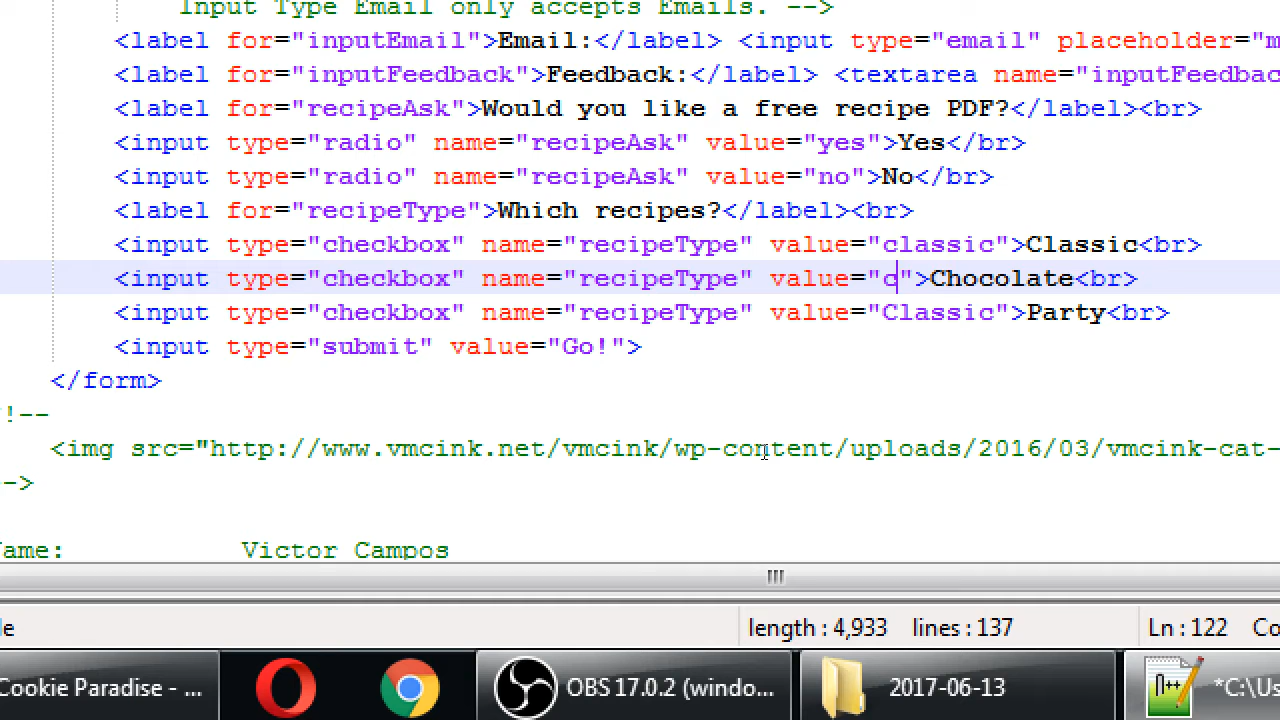 Input Type Email only accepts Emails. -->
<label for="inputEmail">Email:</label> <input type="email" placeholder="m
<label for="inputFeedback">Feedback:</label> <textarea name="inputFeedbac
<label for="recipeAsk">Would you like a free recipe PDF?</label><br>
<input type="radio" name="recipeAsk" value="yes">Yes</br>
<input type="radio" name="recipeAsk" value="no">No</br>
<label for="recipeType">Which recipes?</label><br>
<input type="checkbox" name="recipeType" value="classic">Classic<br>
<input type="checkbox" name="recipeType" value="c">Chocolate<br>
<input type="checkbox" name="recipeType" value="Classic">Party<br>
<input type="submit" value="Go!">
</form>
!--
<img src="http://www.vmcink.net/vmcink/wp-content/uploads/2016/03/vmcink-cat-
->
ame: Victor Campos
e length : 4,933 lines : 137 Ln : 122 Co
Cookie Paradise - ... OBS 17.0.2 (windo... 2017-06-13 *C:\Us